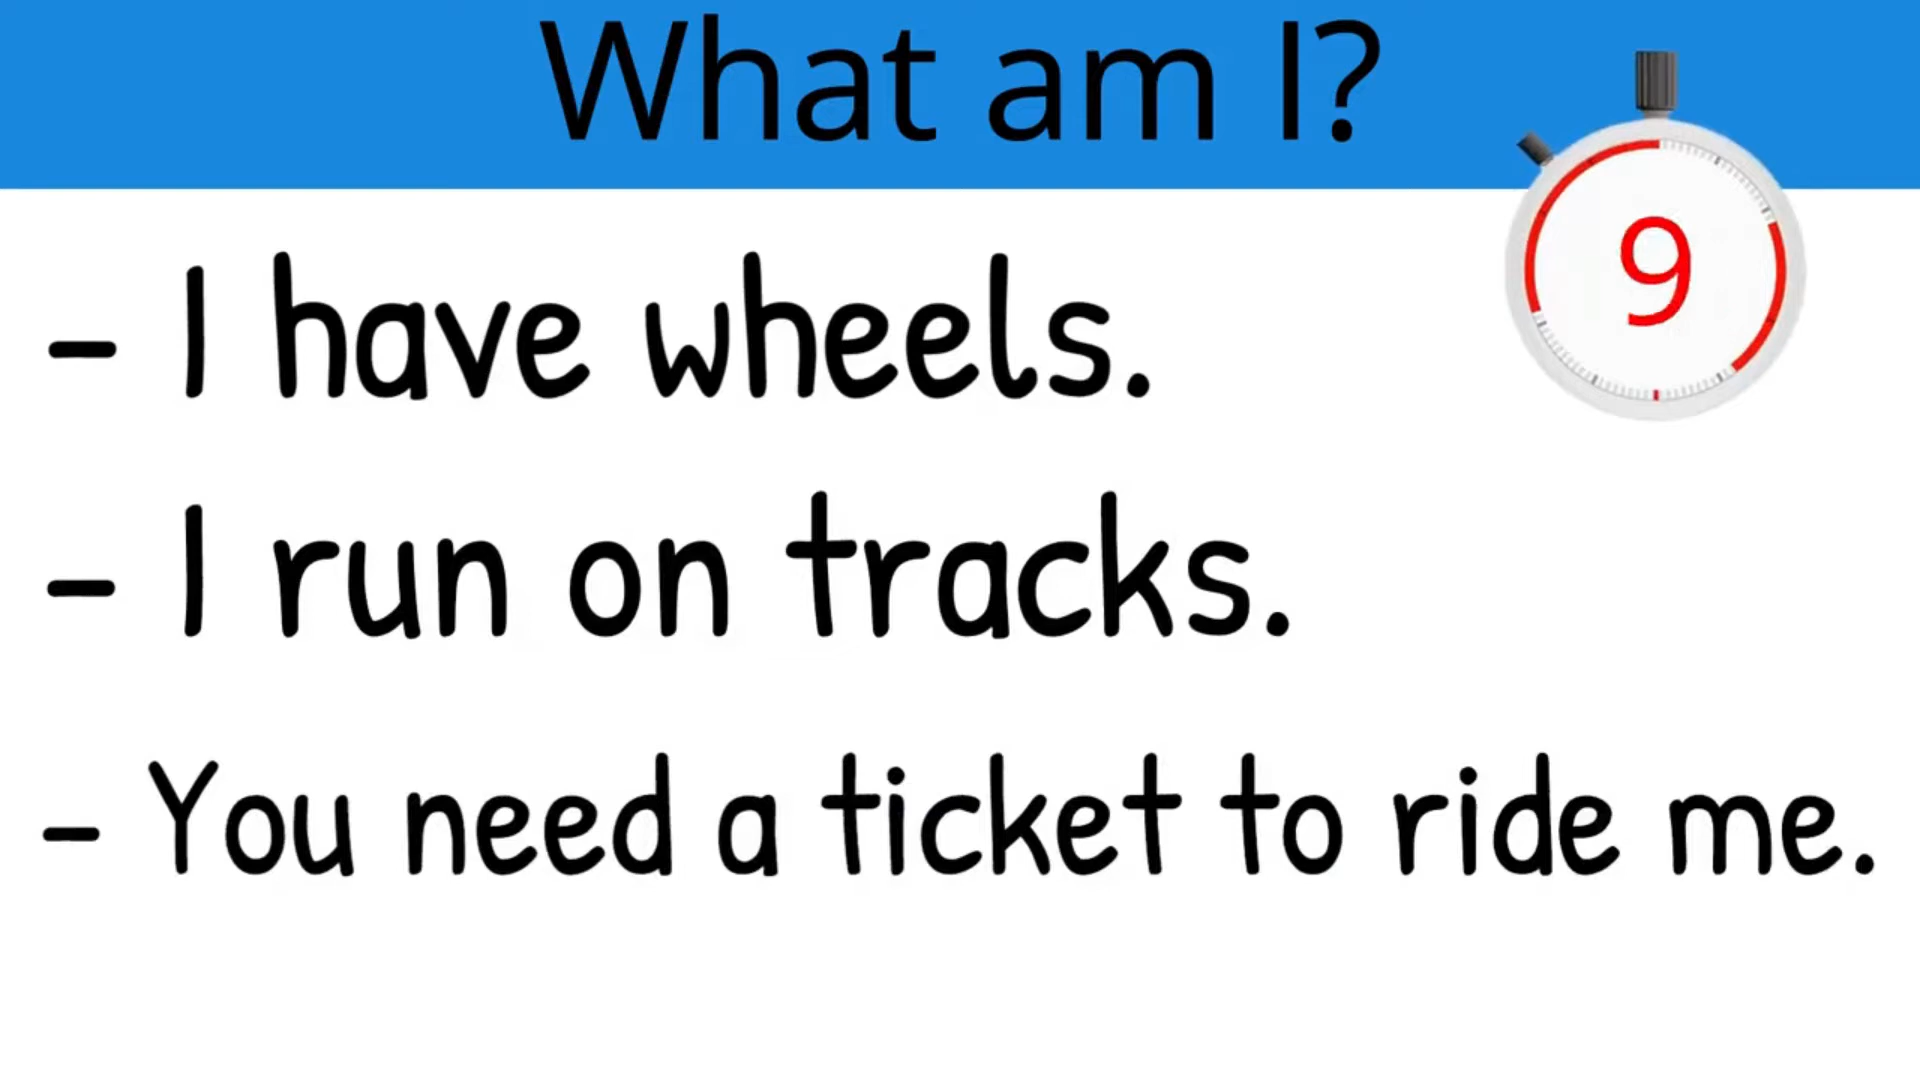 What am I?
9
- I have wheels.
- I run on tracks.
- You need a ticket to ride me.